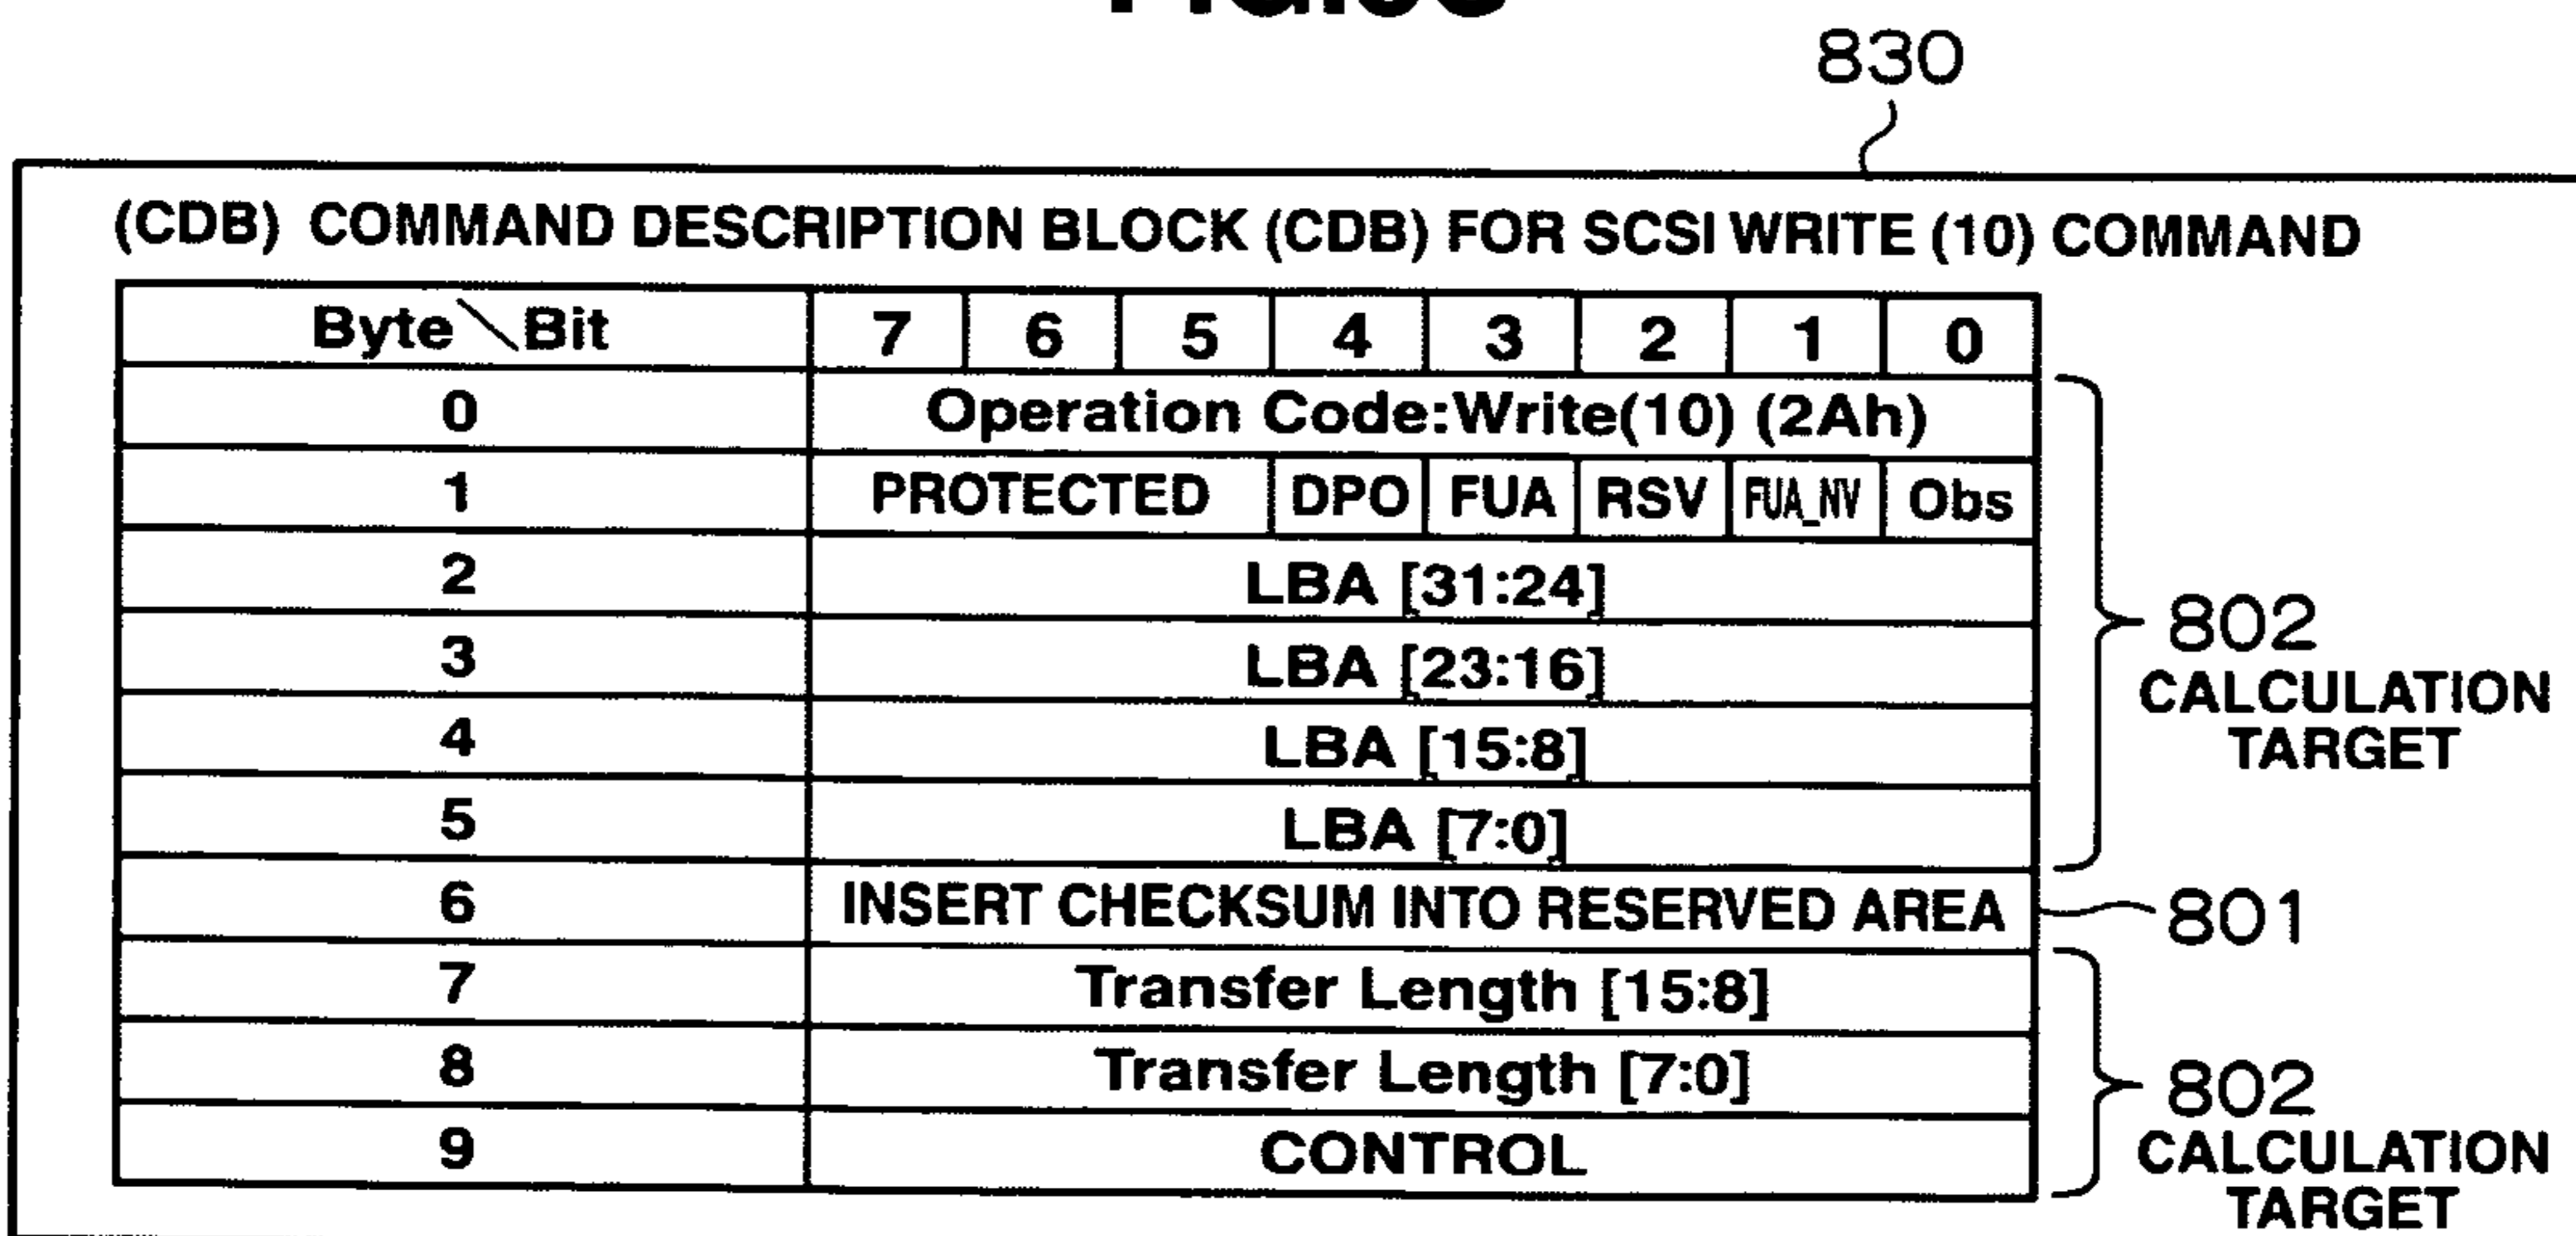 830
(CDB) COMMAND DESCRIPTION BLOCK (CDB) FOR SCSI WRITE (10) COMMAND
Byte \ Bit 7 6 5 4 3 2 1 0
0 Operation Code:Write(10) (2Ah)
1 PROTECTED DPO FUA RSV FUA_NV Obs
2 LBA [31:24]
3 LBA [23:16]
4 LBA [15:8]
5 LBA [7:0]
802
CALCULATION
TARGET
6 INSERT CHECKSUM INTO RESERVED AREA 801
7 Transfer Length [15:8]
8 Transfer Length [7:0]
9 CONTROL
802
CALCULATION
TARGET